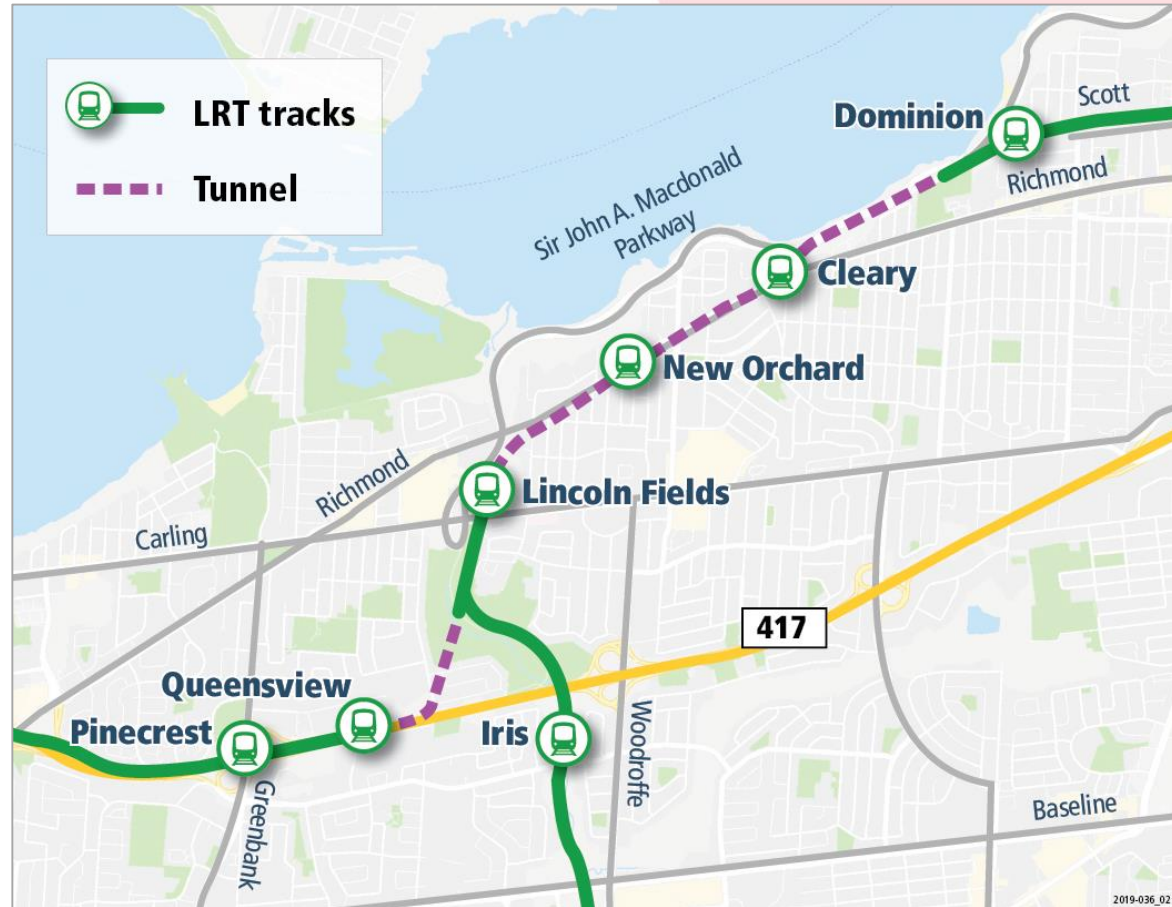 LRT tracks
Tunnel
Dominion
Scott
Richmond
Sir John A. Macdonald
Parkway
Cleary
New Orchard
Lincoln Fields
Richmond
Carling
417
Queensview
Pinecrest
Iris
Woodroffe
Greenbank
Baseline
2019-036_02